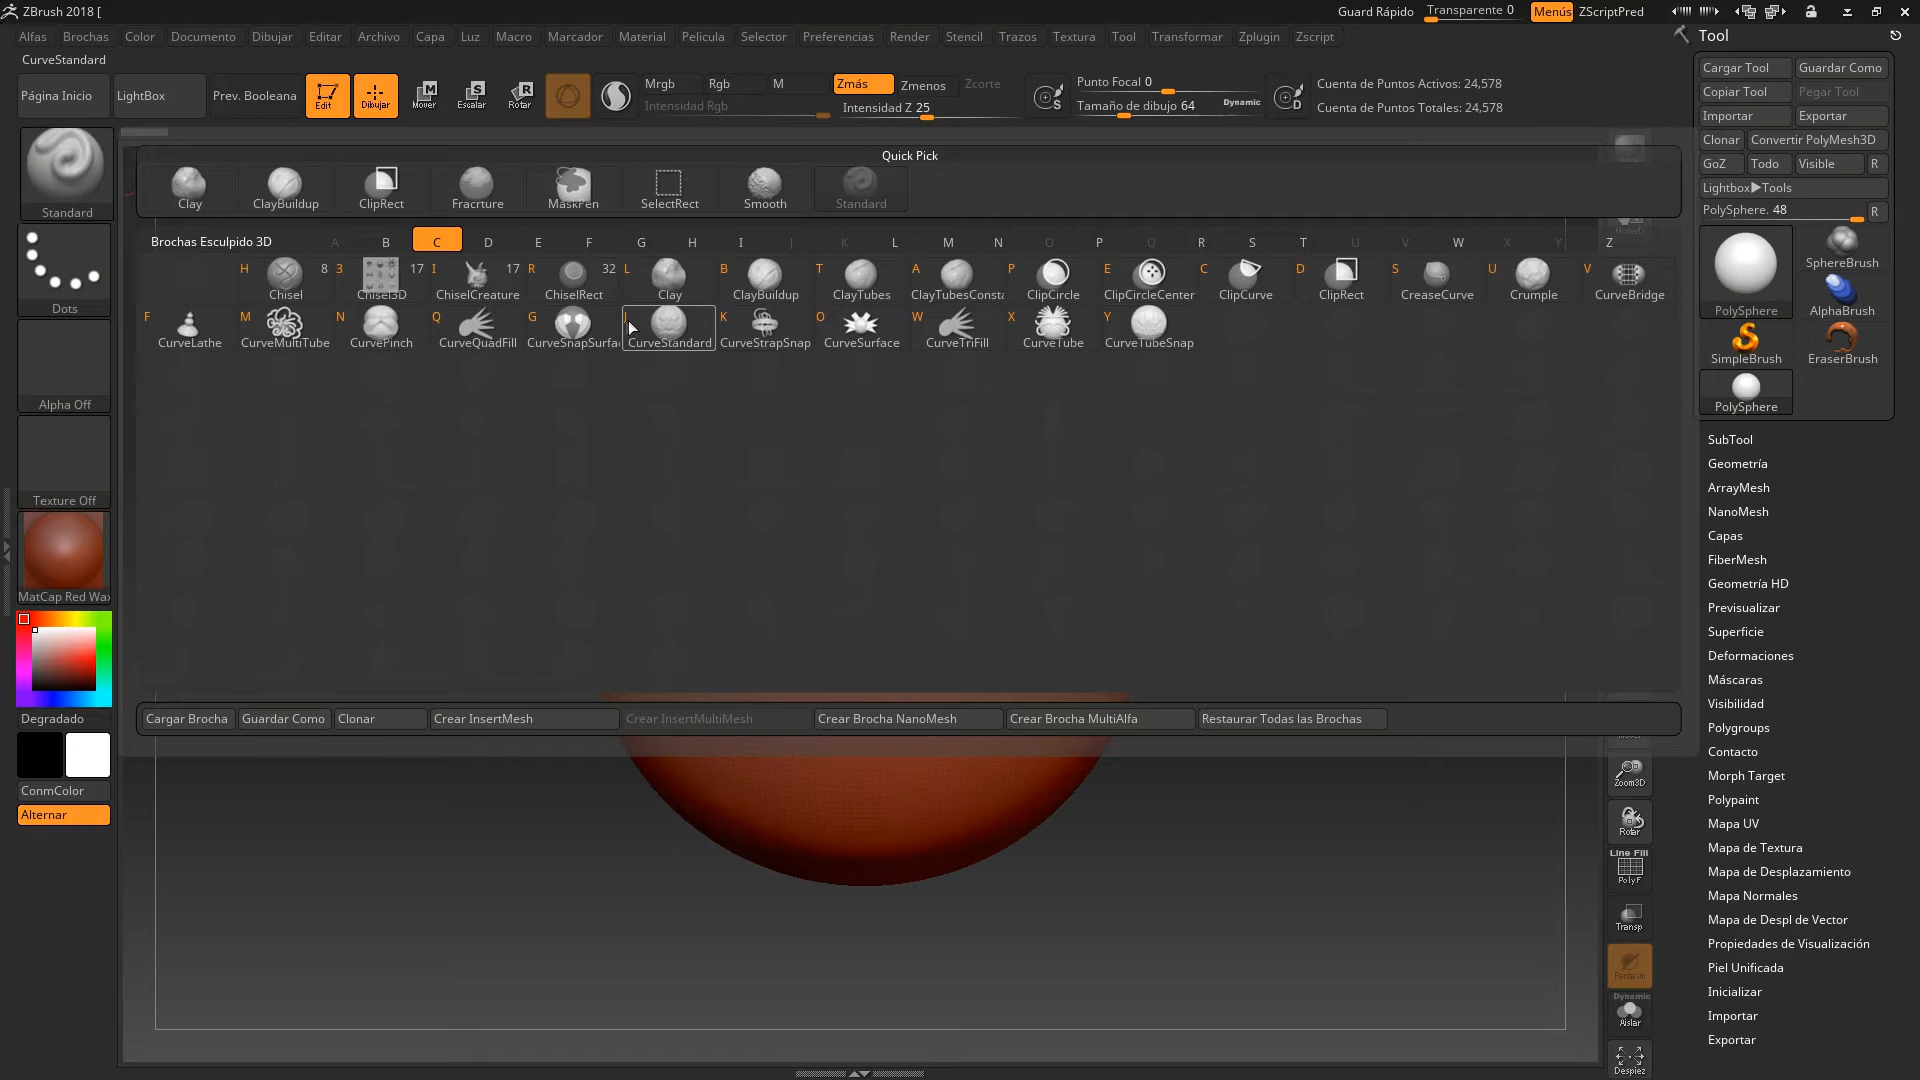 ZBrush 2018 [
Guard Rápido
Transparente 0
Menús
ZScriptPred
Alfas Brochas Color Documento Dibujar Editar Archivo Capa Luz Macro Marcador Material Pelicula Selector Preferencias Render Stencil Trazos Textura Tool Transformar Zplugin Zscript
Tool
CurveStandard
Página Inicio
LightBox
Prev. Booleana
Edit
Dibujar
Mover
Escalar
Rotar
Mrgb Rgb M
Intensidad Rgb
Zmás Zmenos Zcorte
Intensidad Z 25
S
Punto Focal 0
Tamaño de dibujo 64
Dynamic
D
Cuenta de Puntos Activos: 24,578
Cuenta de Puntos Totales: 24,578
Cargar Tool Guardar Como
Copiar Tool Pegar Tool
Importar Exportar
Clonar Convertir PolyMesh3D
GoZ Todo Visible R
Lightbox▶Tools
PolySphere. 48 R
PolySphere
SphereBrush
AlphaBrush
SimpleBrush
EraserBrush
PolySphere
Standard
Dots
Alpha Off
Texture Off
MatCap Red Wax
Degradado
ConmColor
Alternar
Quick Pick
Clay ClayBuildup ClipRect Fracrture MaskPen SelectRect Smooth Standard
Brochas Esculpido 3D A B C D E F G H I J K L M N O P Q R S T U V W X Y Z
H 8 3 17 I 17 R 32 L B T A P E C D S U V
Chisel Chisel3D ChiselCreature ChiselRect Clay ClayBuildup ClayTubes ClayTubesConsta ClipCircle ClipCircleCenter ClipCurve ClipRect CreaseCurve Crumple CurveBridge
F M N Q G J K O W X Y
CurveLathe CurveMultiTube CurvePinch CurveQuadFill CurveSnapSurfac CurveStandard CurveStrapSnap CurveSurface CurveTriFill CurveTube CurveTubeSnap
Cargar Brocha Guardar Como Clonar Crear InsertMesh Crear InsertMultiMesh Crear Brocha NanoMesh Crear Brocha MultiAlfa Restaurar Todas las Brochas
Zoom3D
Rotar
Line Fill
PolyF
Transp
Fantasm
Dynamic
Aislar
Despiez
SubTool
Geometría
ArrayMesh
NanoMesh
Capas
FiberMesh
Geometría HD
Previsualizar
Superficie
Deformaciones
Máscaras
Visibilidad
Polygroups
Contacto
Morph Target
Polypaint
Mapa UV
Mapa de Textura
Mapa de Desplazamiento
Mapa Normales
Mapa de Despl de Vector
Propiedades de Visualización
Piel Unificada
Inicializar
Importar
Exportar